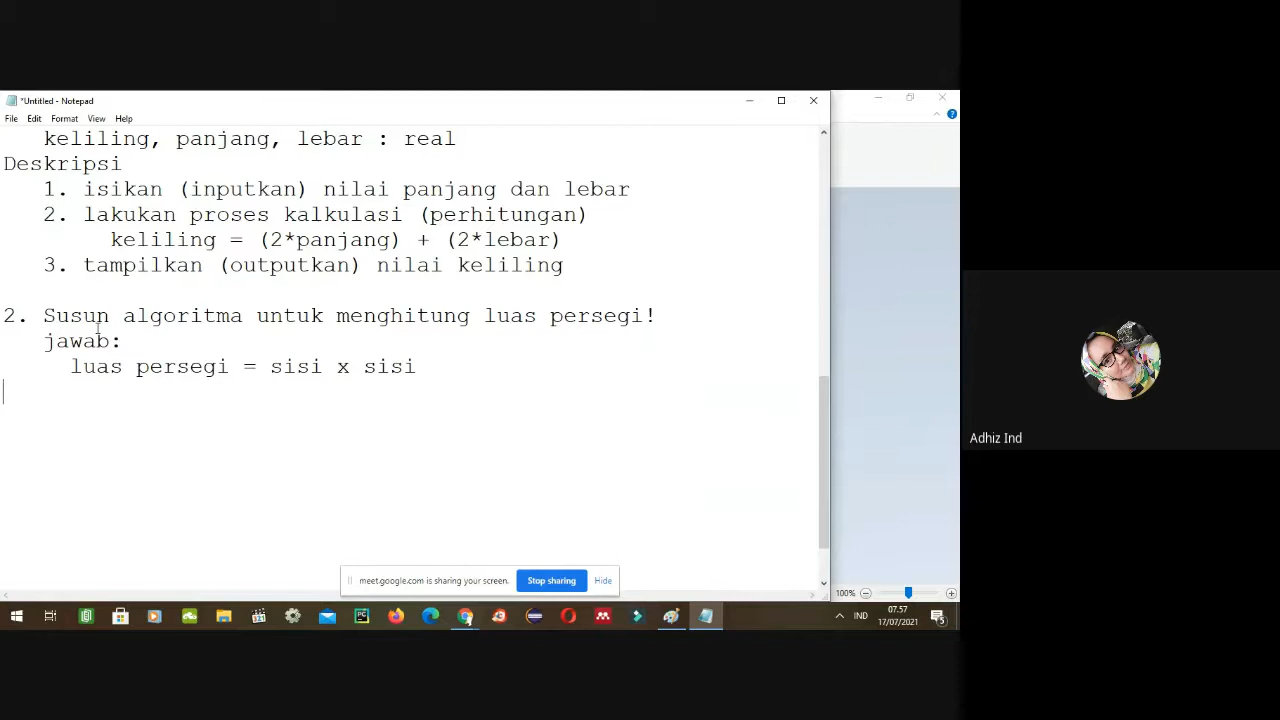 *Untitled - Notepad
File Edit Format View Help
keliling, panjang, lebar : real
Deskripsi
1. isikan (inputkan) nilai panjang dan lebar
2. lakukan proses kalkulasi (perhitungan)
keliling = (2*panjang) + (2*lebar)
3. tampilkan (outputkan) nilai keliling
2. Susun algoritma untuk menghitung luas persegi!
jawab:
luas persegi = sisi x sisi
Adhiz Ind
meet.google.com is sharing your screen. Stop sharing Hide
100%
IND
07.57
17/07/2021
5
PC